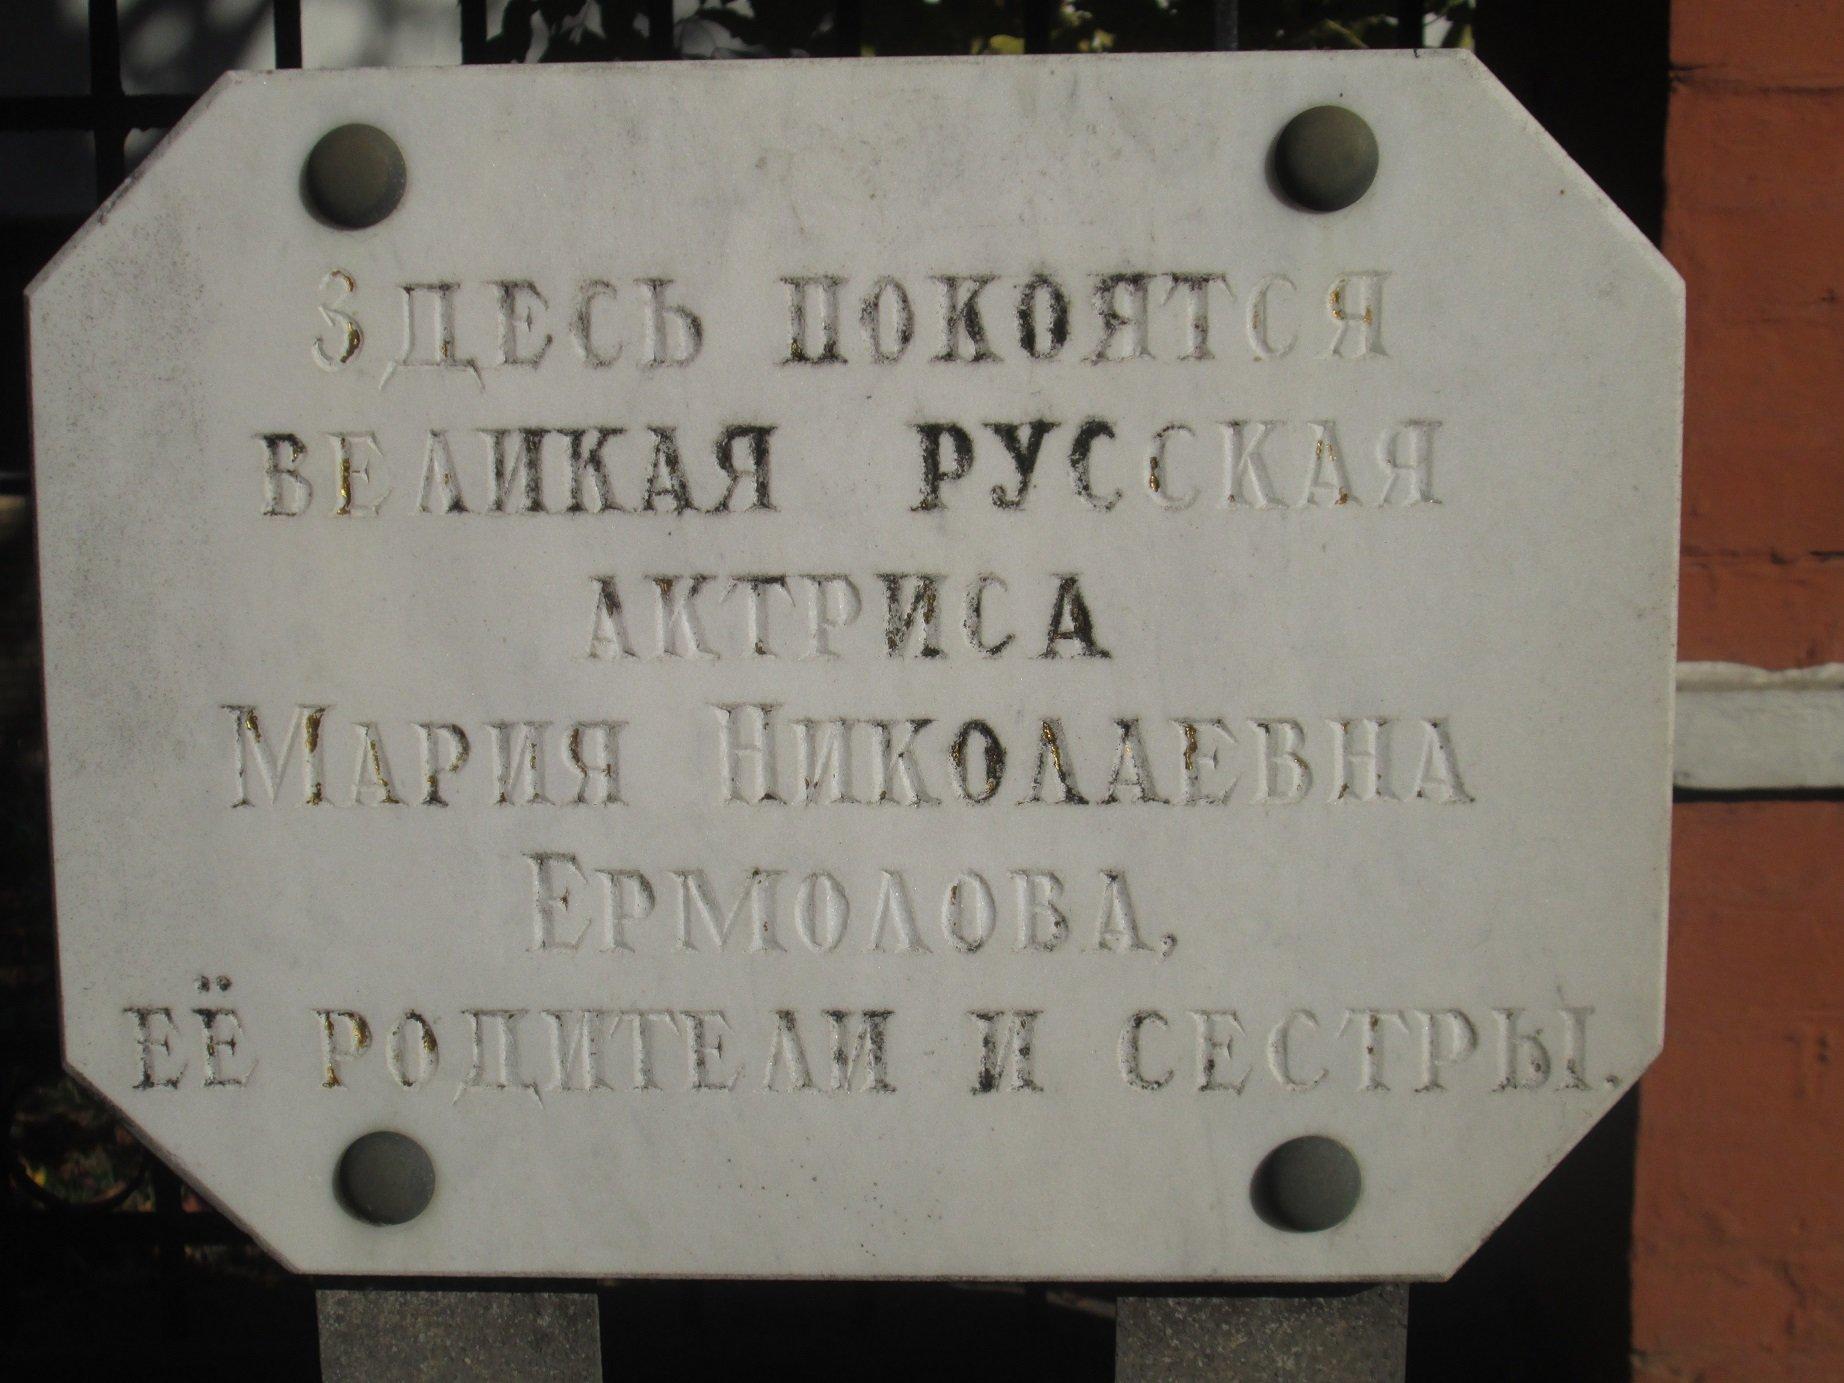 Здесь покоятся
великая русская
актриса
Мария Николаевна
Ермолова,
её родители и сестры.